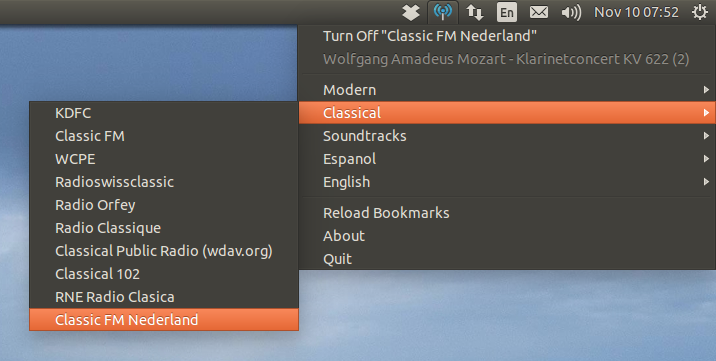 En
Nov 10 07:52
Turn Off "Classic FM Nederland"
Wolfgang Amadeus Mozart - Klarinetconcert KV 622 (2)
Modern
Classical
Soundtracks
Espanol
English
Reload Bookmarks
About
Quit
KDFC
Classic FM
WCPE
Radioswissclassic
Radio Orfey
Radio Classique
Classical Public Radio (wdav.org)
Classical 102
RNE Radio Clasica
Classic FM Nederland